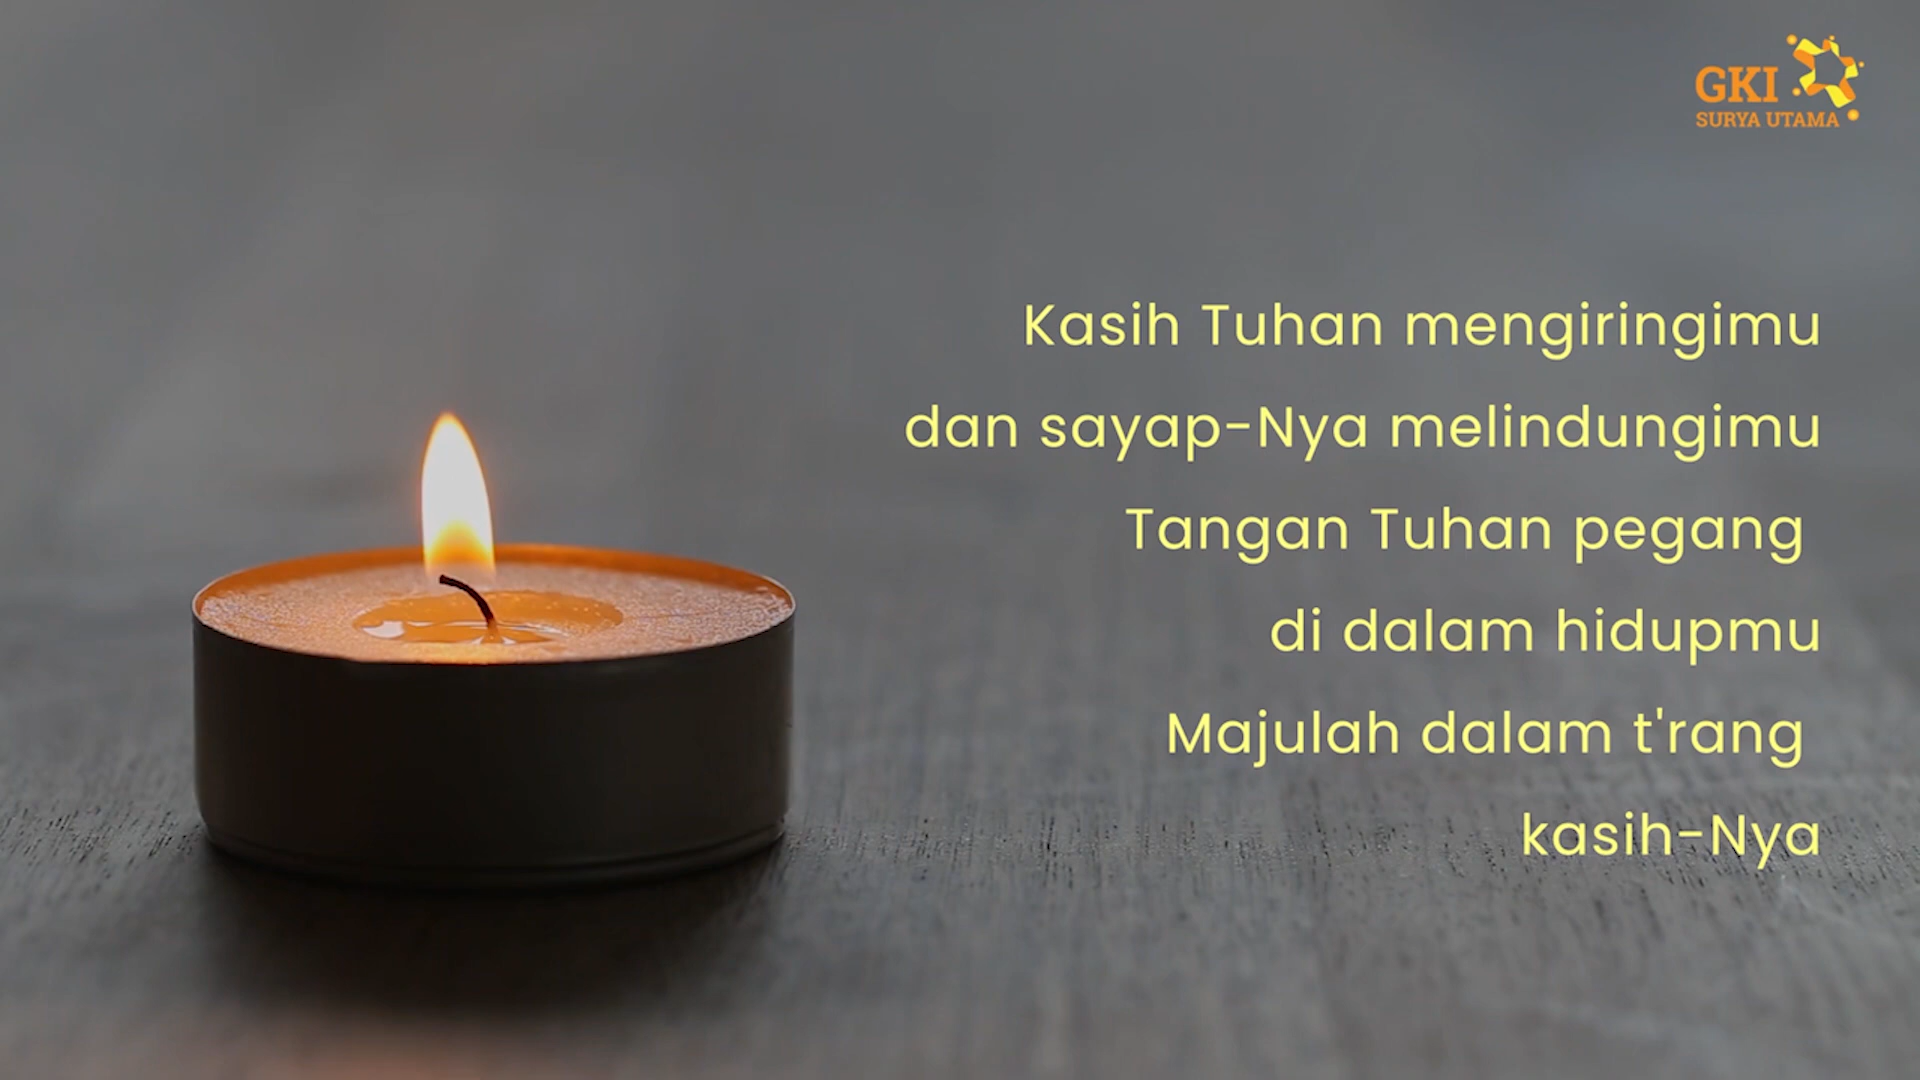 GKI
SURYA UTAMA
Kasih Tuhan mengiringimu
dan sayap-Nya melindungimu
Tangan Tuhan pegang
di dalam hidupmu
Majulah dalam t'rang
kasih-Nya